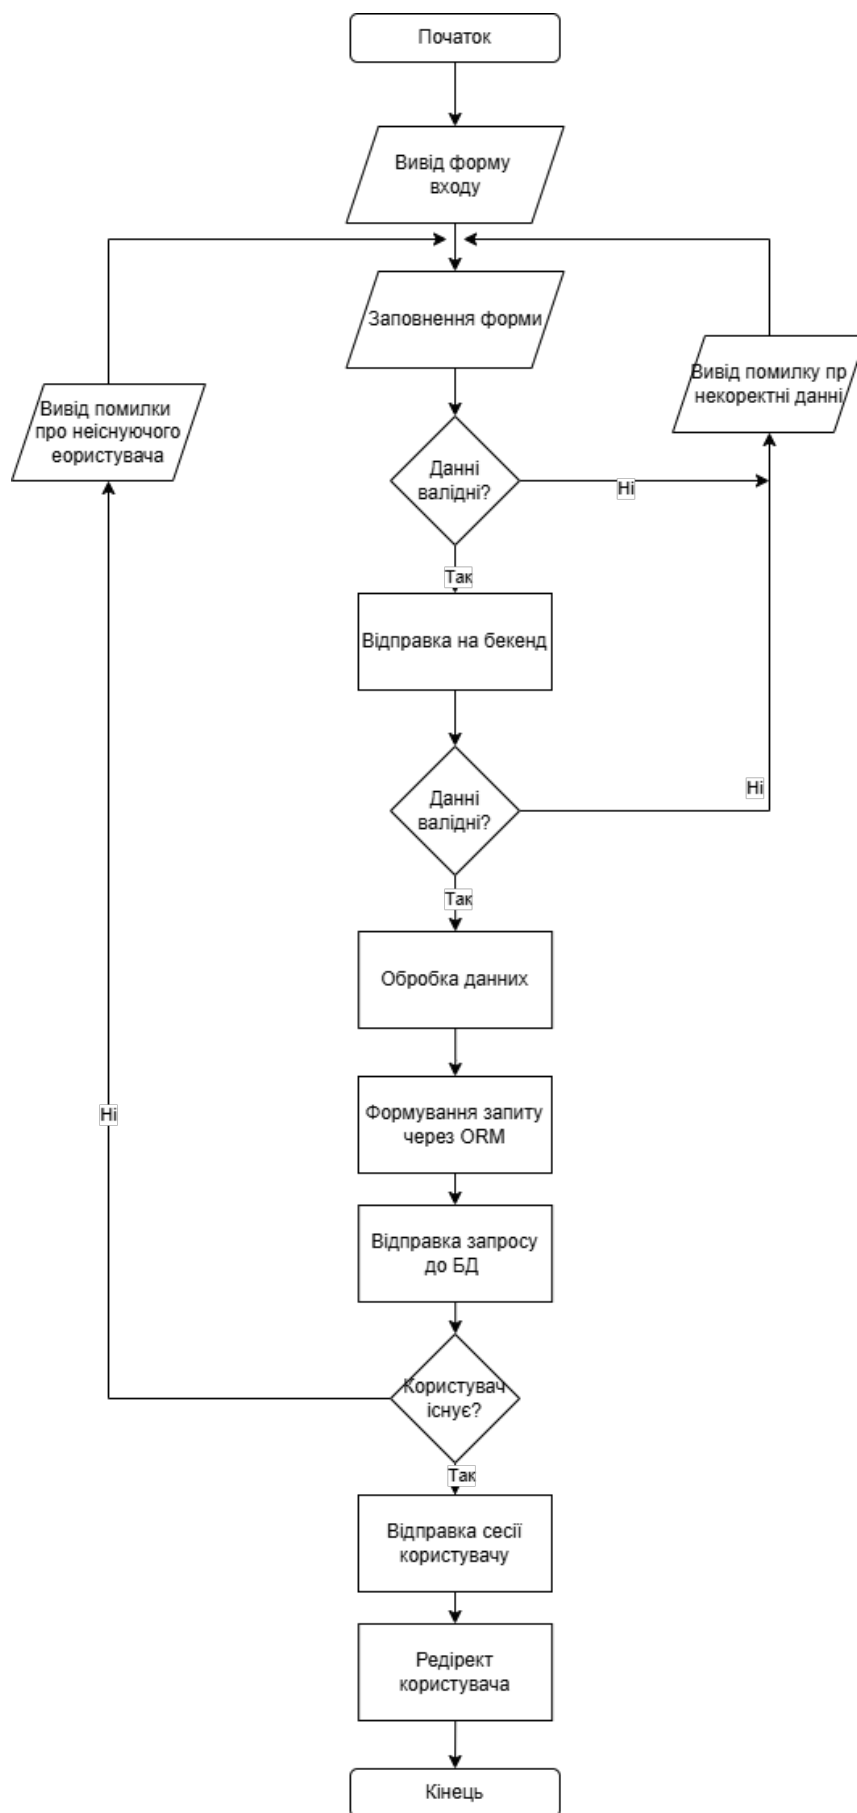 Початок
Вивід форму
входу
Заповнення форми
Вивід помилку пр
некоректні данні
Вивід помилки
про неіснуючого
еористувача
Данні
валідні?
Ні
Так
Відправка на бекенд
Данні
валідні?
Ні
Так
Обробка данних
Формування запиту
через ORM
Ні
Відправка запросу
до БД
Користувач
існує?
Так
Відправка сесії
користувачу
Редірект
користувача
Кінець